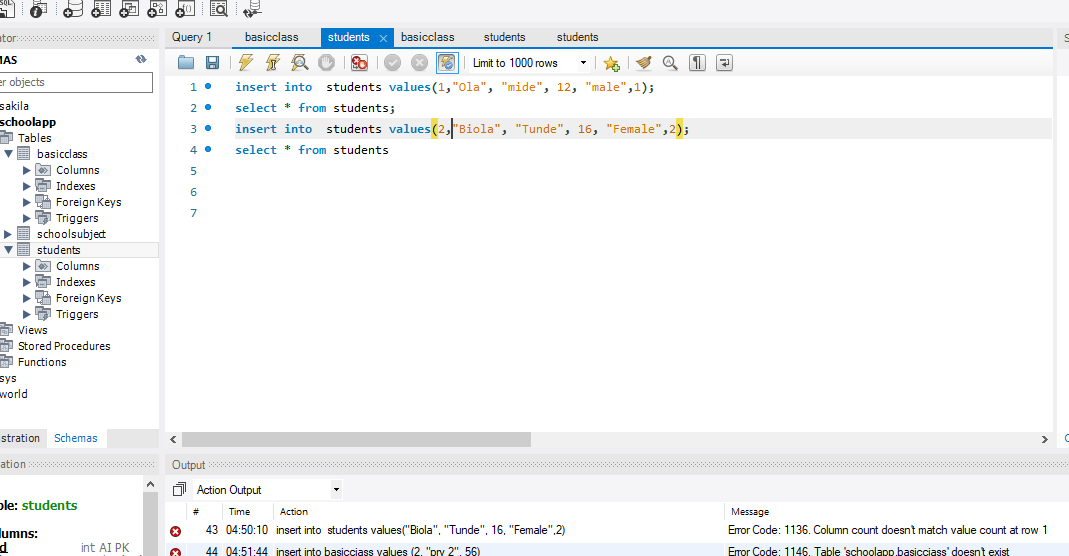 Query 1 basicclass students basicclass students students
Limit to 1000 rows
MAS
er objects
sakila
schoolapp
Tables
basicclass
Columns
Indexes
Foreign Keys
Triggers
schoolsubject
students
Columns
Indexes
Foreign Keys
Triggers
Views
Stored Procedures
Functions
sys
world
stration Schemas
ation
ble: students
lumns:
d int AI PK
1 insert into students values(1,"Ola", "mide", 12, "male",1);
2 select * from students;
3 insert into students values(2,"Biola", "Tunde", 16, "Female",2);
4 select * from students
5
6
7
Output
Action Output
# Time Action Message
43 04:50:10 insert into students values("Biola", "Tunde", 16, "Female",2) Error Code: 1136. Column count doesn't match value count at row 1
44 04:51:44 insert into basicciass values (2, "pry 2", 56) Error Code: 1146. Table 'schoolapp.basicciass' doesn't exist